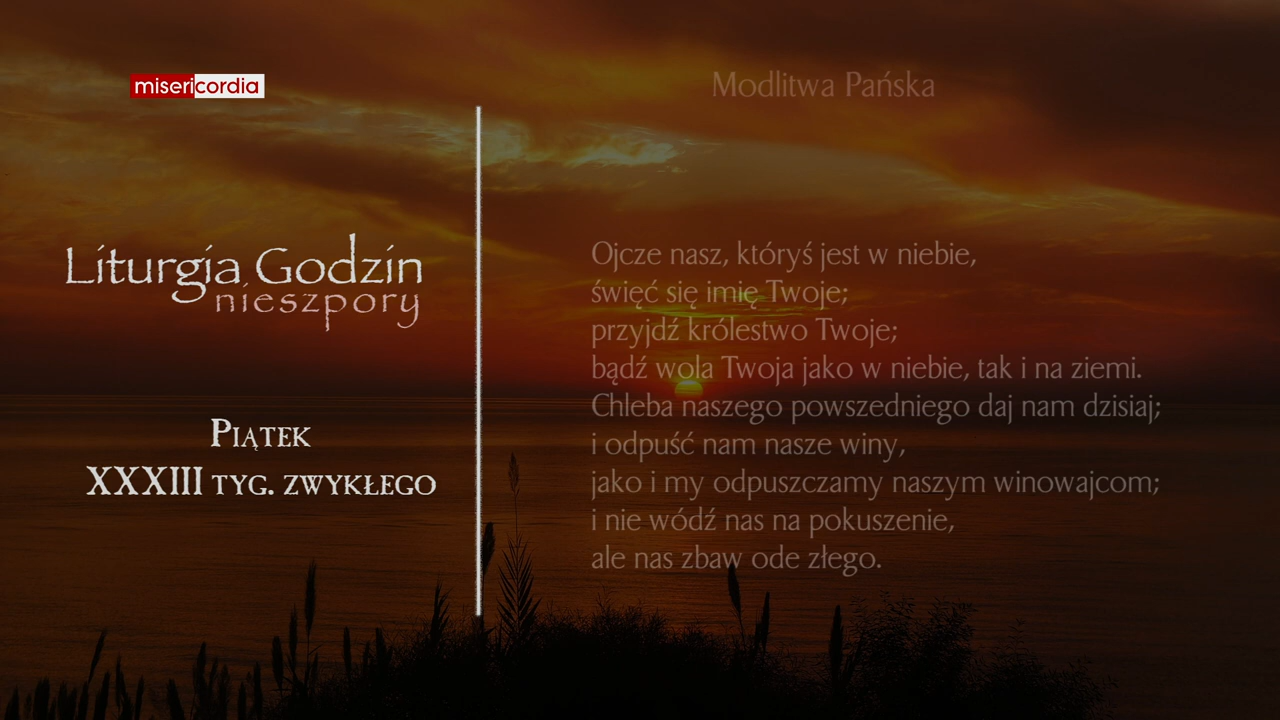 misericordia
Liturgia Godzin
nieszpory
Piątek
XXXIII tyg. zwykłego
Modlitwa Pańska
Ojcze nasz, któryś jest w niebie,
święć się imię Twoje;
przyjdź królestwo Twoje;
bądź wola Twoja jako w niebie, tak i na ziemi.
Chleba naszego powszedniego daj nam dzisiaj;
i odpuść nam nasze winy,
jako i my odpuszczamy naszym winowajcom;
i nie wódź nas na pokuszenie,
ale nas zbaw ode złego.